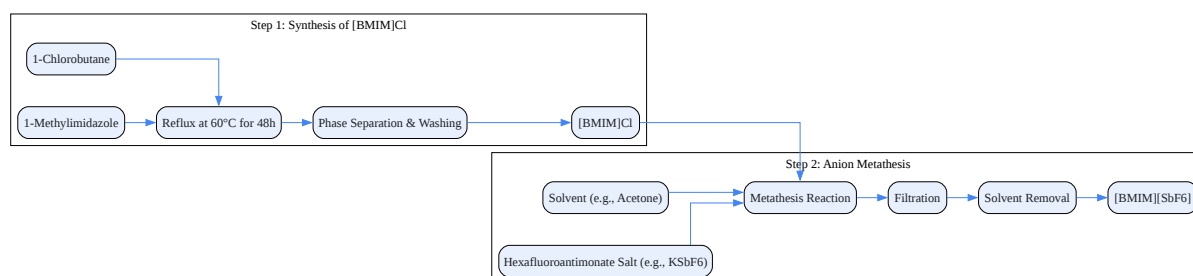 Step 1: Synthesis of [BMIM]Cl
1-Chlorobutane
1-Methylimidazole
Reflux at 60°C for 48h
Phase Separation & Washing
[BMIM]Cl
Step 2: Anion Metathesis
Solvent (e.g., Acetone)
Metathesis Reaction
Filtration
Solvent Removal
[BMIM][SbF6]
Hexafluoroantimonate Salt (e.g., KSbF6)